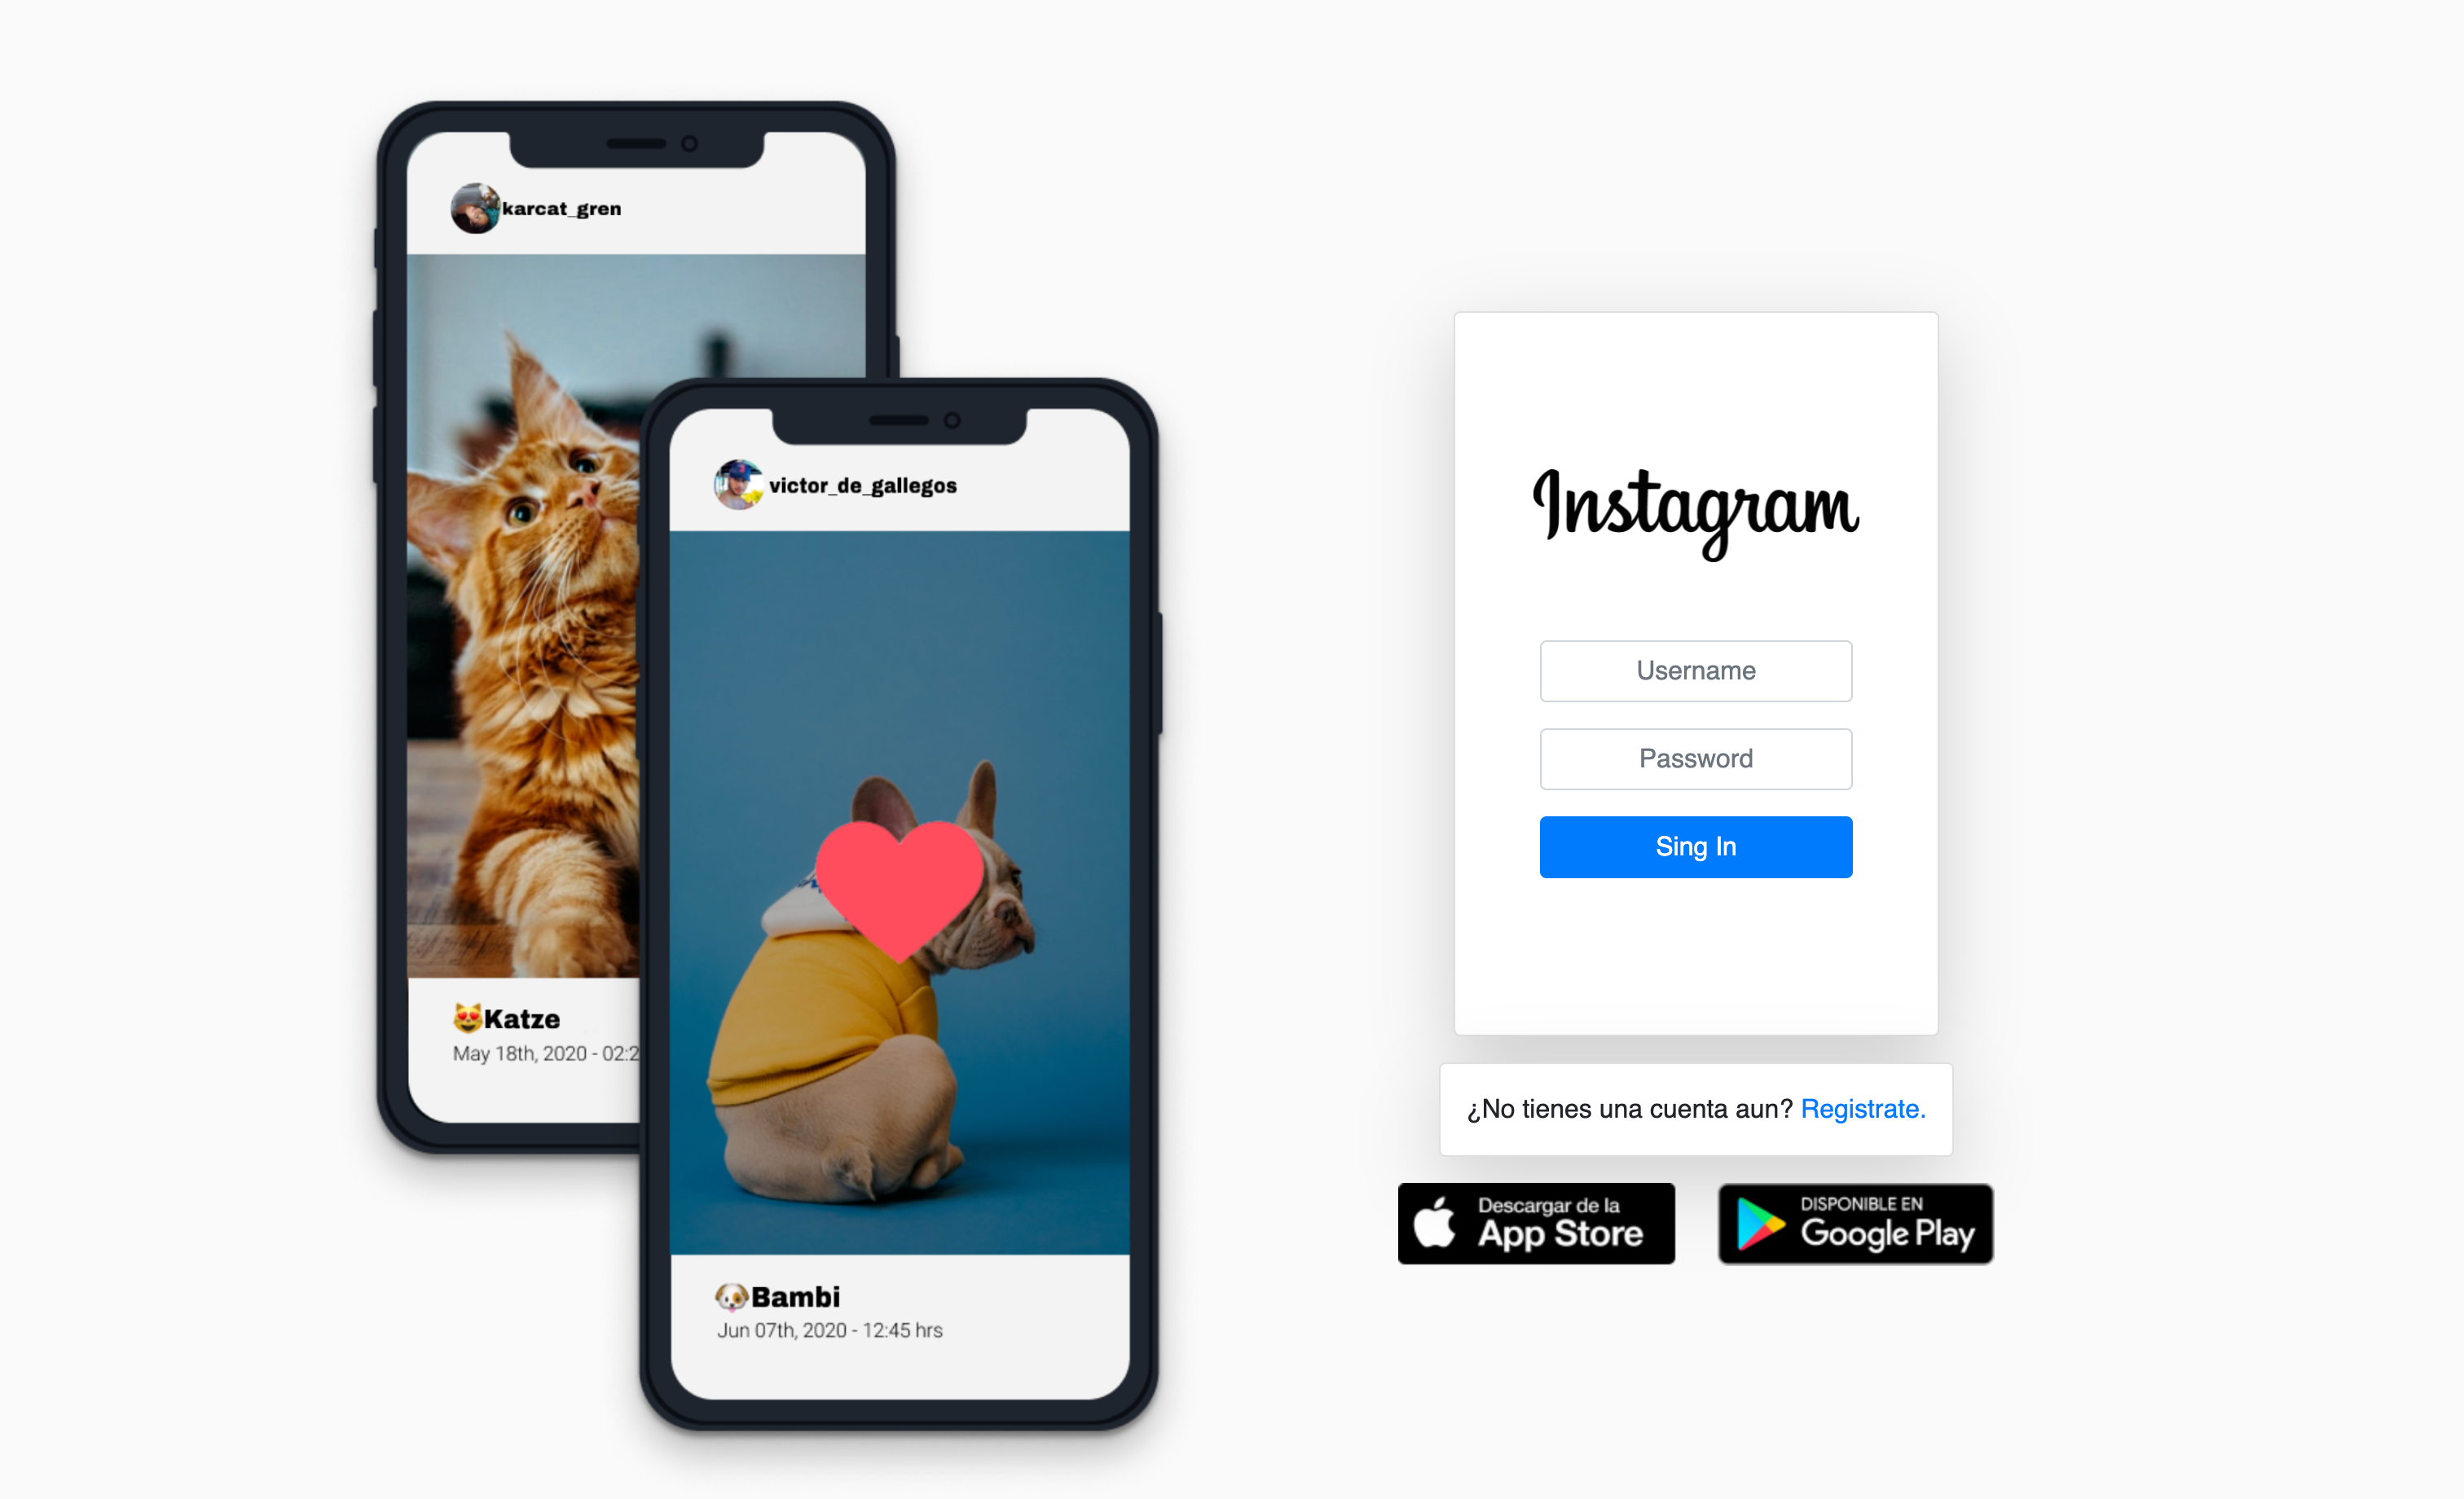 karcat_gren
😻Katze
May 18th, 2020 - 02:2
victor_de_gallegos
🐶Bambi
Jun 07th, 2020 - 12:45 hrs
Instagram
Username
Password
Sing In
¿No tienes una cuenta aun? Registrate.
Descargar de la
App Store
DISPONIBLE EN
Google Play